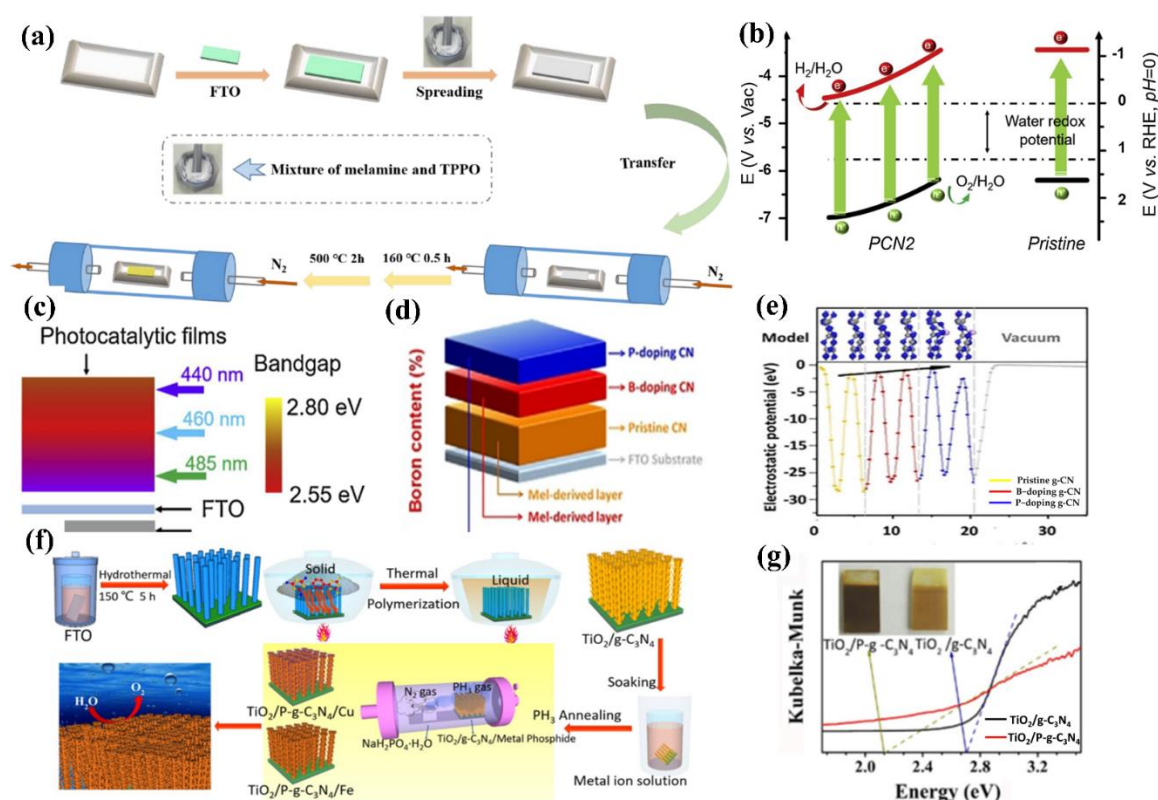 (a)
FTO
Spreading
Mixture of melamine and TPPO
Transfer
N2
500 °C 2h
160 °C 0.5 h
N2
(b)
E (V vs. Vac)
-4
-5
-6
-7
H2/H2O
e-
e-
e-
e-
Water redox
potential
O2/H2O
h+
h+
h+
h+
PCN2
Pristine
-1
0
1
2
E (V vs. RHE, pH=0)
(c)
Photocatalytic films
440 nm
460 nm
485 nm
Bandgap
2.80 eV
2.55 eV
FTO
(d)
Boron content (%)
P-doping CN
B-doping CN
Pristine CN
FTO Substrate
Mel-derived layer
Mel-derived layer
(e)
Model
Vacuum
Electrostatic potential (eV)
0
-5
-10
-15
-20
-25
-30
Pristine g-CN
B-doping g-CN
P-doping g-CN
0
10
20
30
(f)
Hydrothermal
150 °C 5 h
FTO
Solid
Thermal
Polymerization
Liquid
TiO2/g-C3N4
Soaking
Metal ion solution
PH3 Annealing
N2 gas
PH3 gas
NaH2PO4·H2O
TiO2/g-C3N4/Metal Phosphide
TiO2/P-g-C3N4/Cu
TiO2/P-g-C3N4/Fe
H2O
O2
(g)
Kubelka-Munk
TiO2/P-g -C3N4
TiO2 /g-C3N4
TiO2/g-C3N4
TiO2/P-g-C3N4
2.0
2.4
2.8
3.2
Energy (eV)